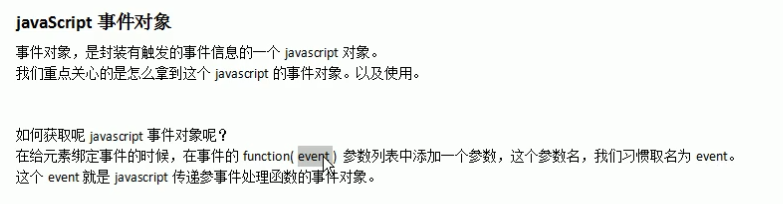 javaScript 事件对象
事件对象，是封装有触发的事件信息的一个 javascript 对象。
我们重点关心的是怎么拿到这个 javascript 的事件对象。以及使用。
如何获取呢 javascript 事件对象呢？
在给元素绑定事件的时候，在事件的 function( event ) 参数列表中添加一个参数，这个参数名，我们习惯取名为 event。
这个 event 就是 javascript 传递参事件处理函数的事件对象。